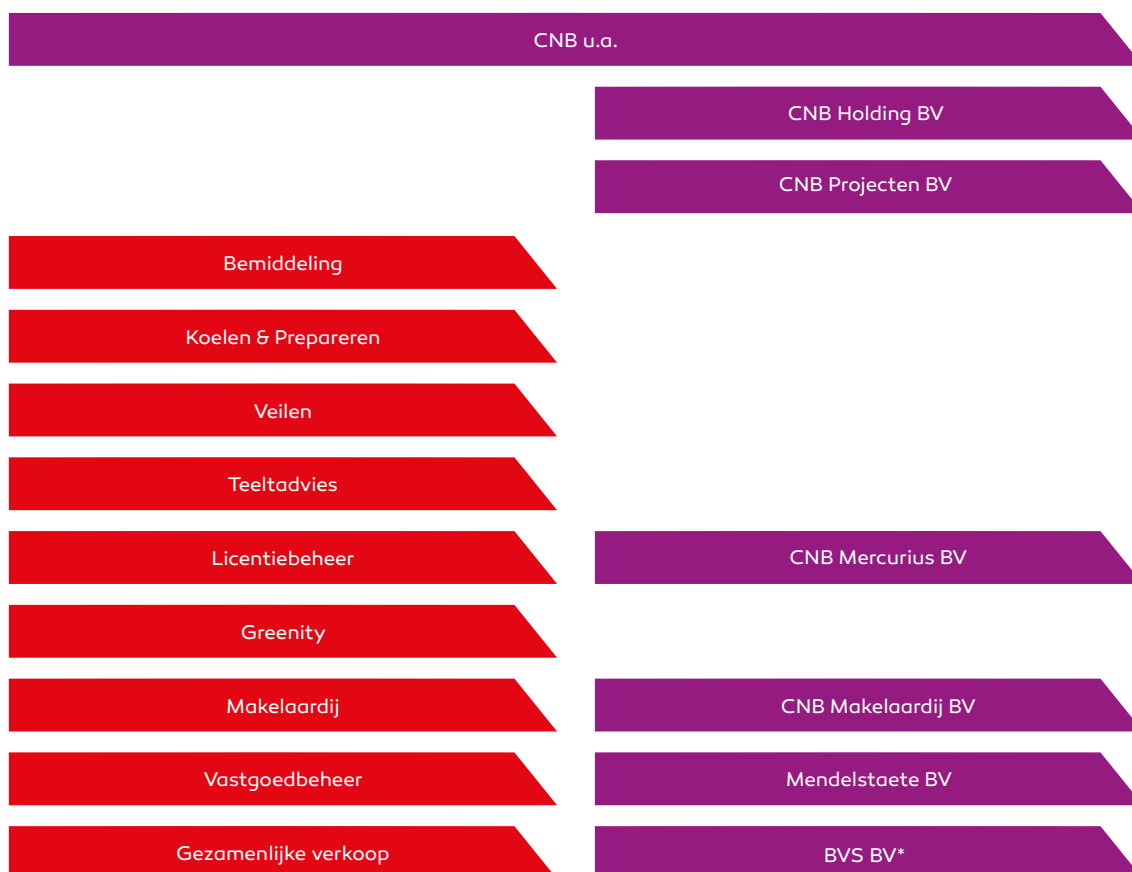 CNB u.a.
CNB Holding BV
CNB Projecten BV
Bemiddeling
Koelen & Prepareren
Veilen
Teeltadvies
Licentiebeheer
CNB Mercurius BV
Greenity
Makelaardij
CNB Makelaardij BV
Vastgoedbeheer
Mendelstaete BV
Gezamenlijke verkoop
BVS BV*